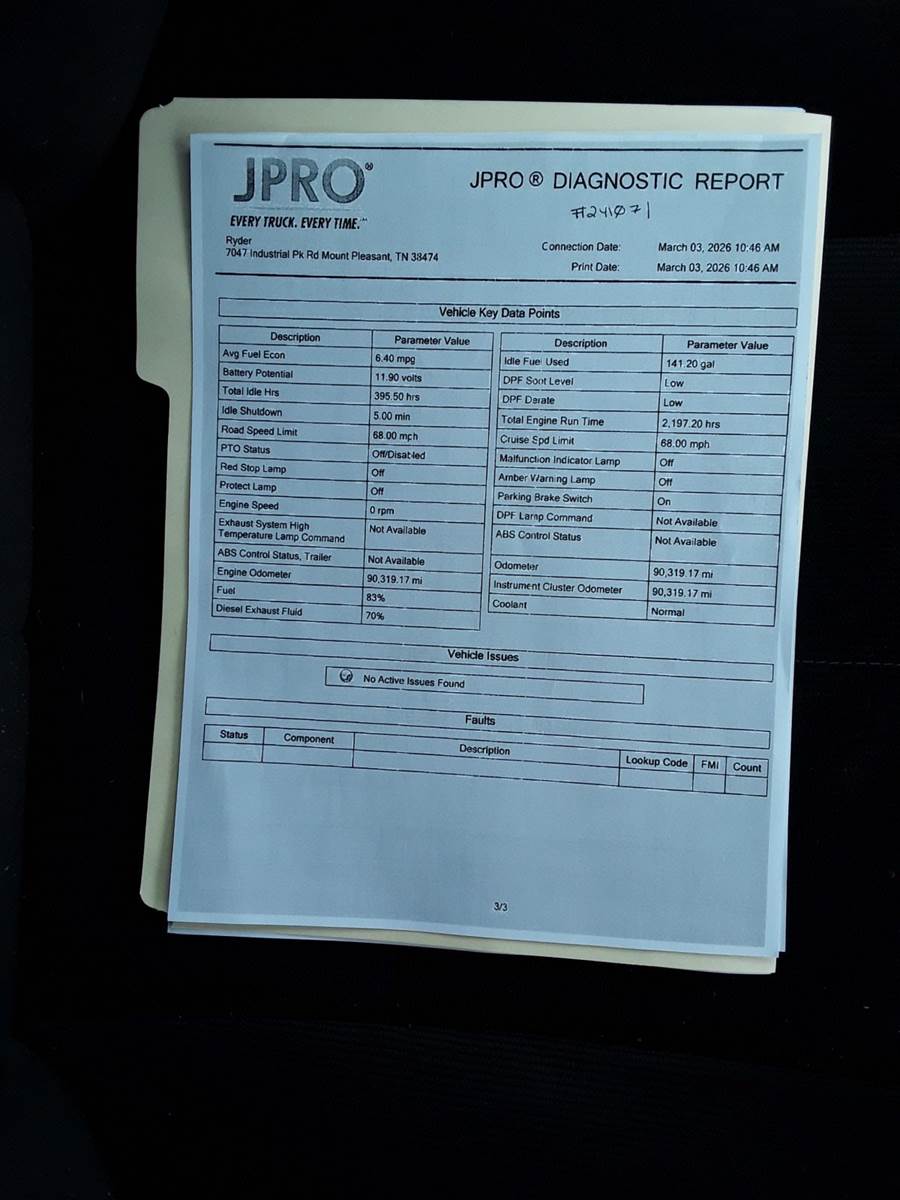 JPRO®
JPRO® DIAGNOSTIC REPORT
#241071
EVERY TRUCK. EVERY TIME.™
Ryder
7047 Industrial Pk Rd Mount Pleasant, TN 38474
Connection Date: March 03, 2026 10:46 AM
Print Date: March 03, 2026 10:46 AM
Vehicle Key Data Points
Description Parameter Value
Avg Fuel Econ 6.40 mpg
Battery Potential 11.90 volts
Total Idle Hrs 395.50 hrs
Idle Shutdown 5.00 min
Road Speed Limit 68.00 mph
PTO Status Off/Disabled
Red Stop Lamp Off
Protect Lamp Off
Engine Speed 0 rpm
Exhaust System High Not Available
Temperature Lamp Command
ABS Control Status, Trailer Not Available
Engine Odometer 90,319.17 mi
Fuel 83%
Diesel Exhaust Fluid 70%
Description Parameter Value
Idle Fuel Used 141.20 gal
DPF Soot Level Low
DPF Derate Low
Total Engine Run Time 2,197.20 hrs
Cruise Spd Limit 68.00 mph
Malfunction Indicator Lamp Off
Amber Warning Lamp Off
Parking Brake Switch On
DPF Lamp Command Not Available
ABS Control Status Not Available
Odometer 90,319.17 mi
Instrument Cluster Odometer 90,319.17 mi
Coolant Normal
Vehicle Issues
No Active Issues Found
Faults
Status Component Description Lookup Code FMI Count
3/3